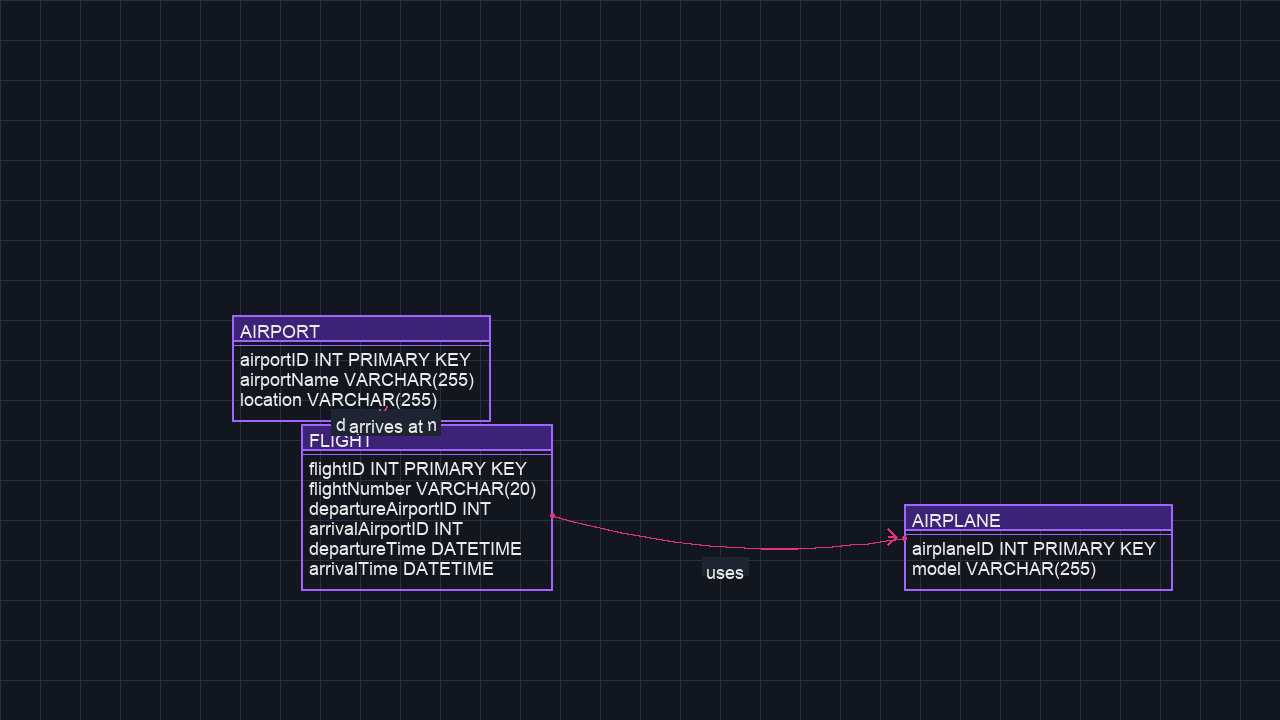 AIRPORT
airportID INT PRIMARY KEY
airportName VARCHAR(255)
location VARCHAR(255)
arrives at
FLIGHT
flightID INT PRIMARY KEY
flightNumber VARCHAR(20)
departureAirportID INT
arrivalAirportID INT
departureTime DATETIME
arrivalTime DATETIME
uses
AIRPLANE
airplaneID INT PRIMARY KEY
model VARCHAR(255)